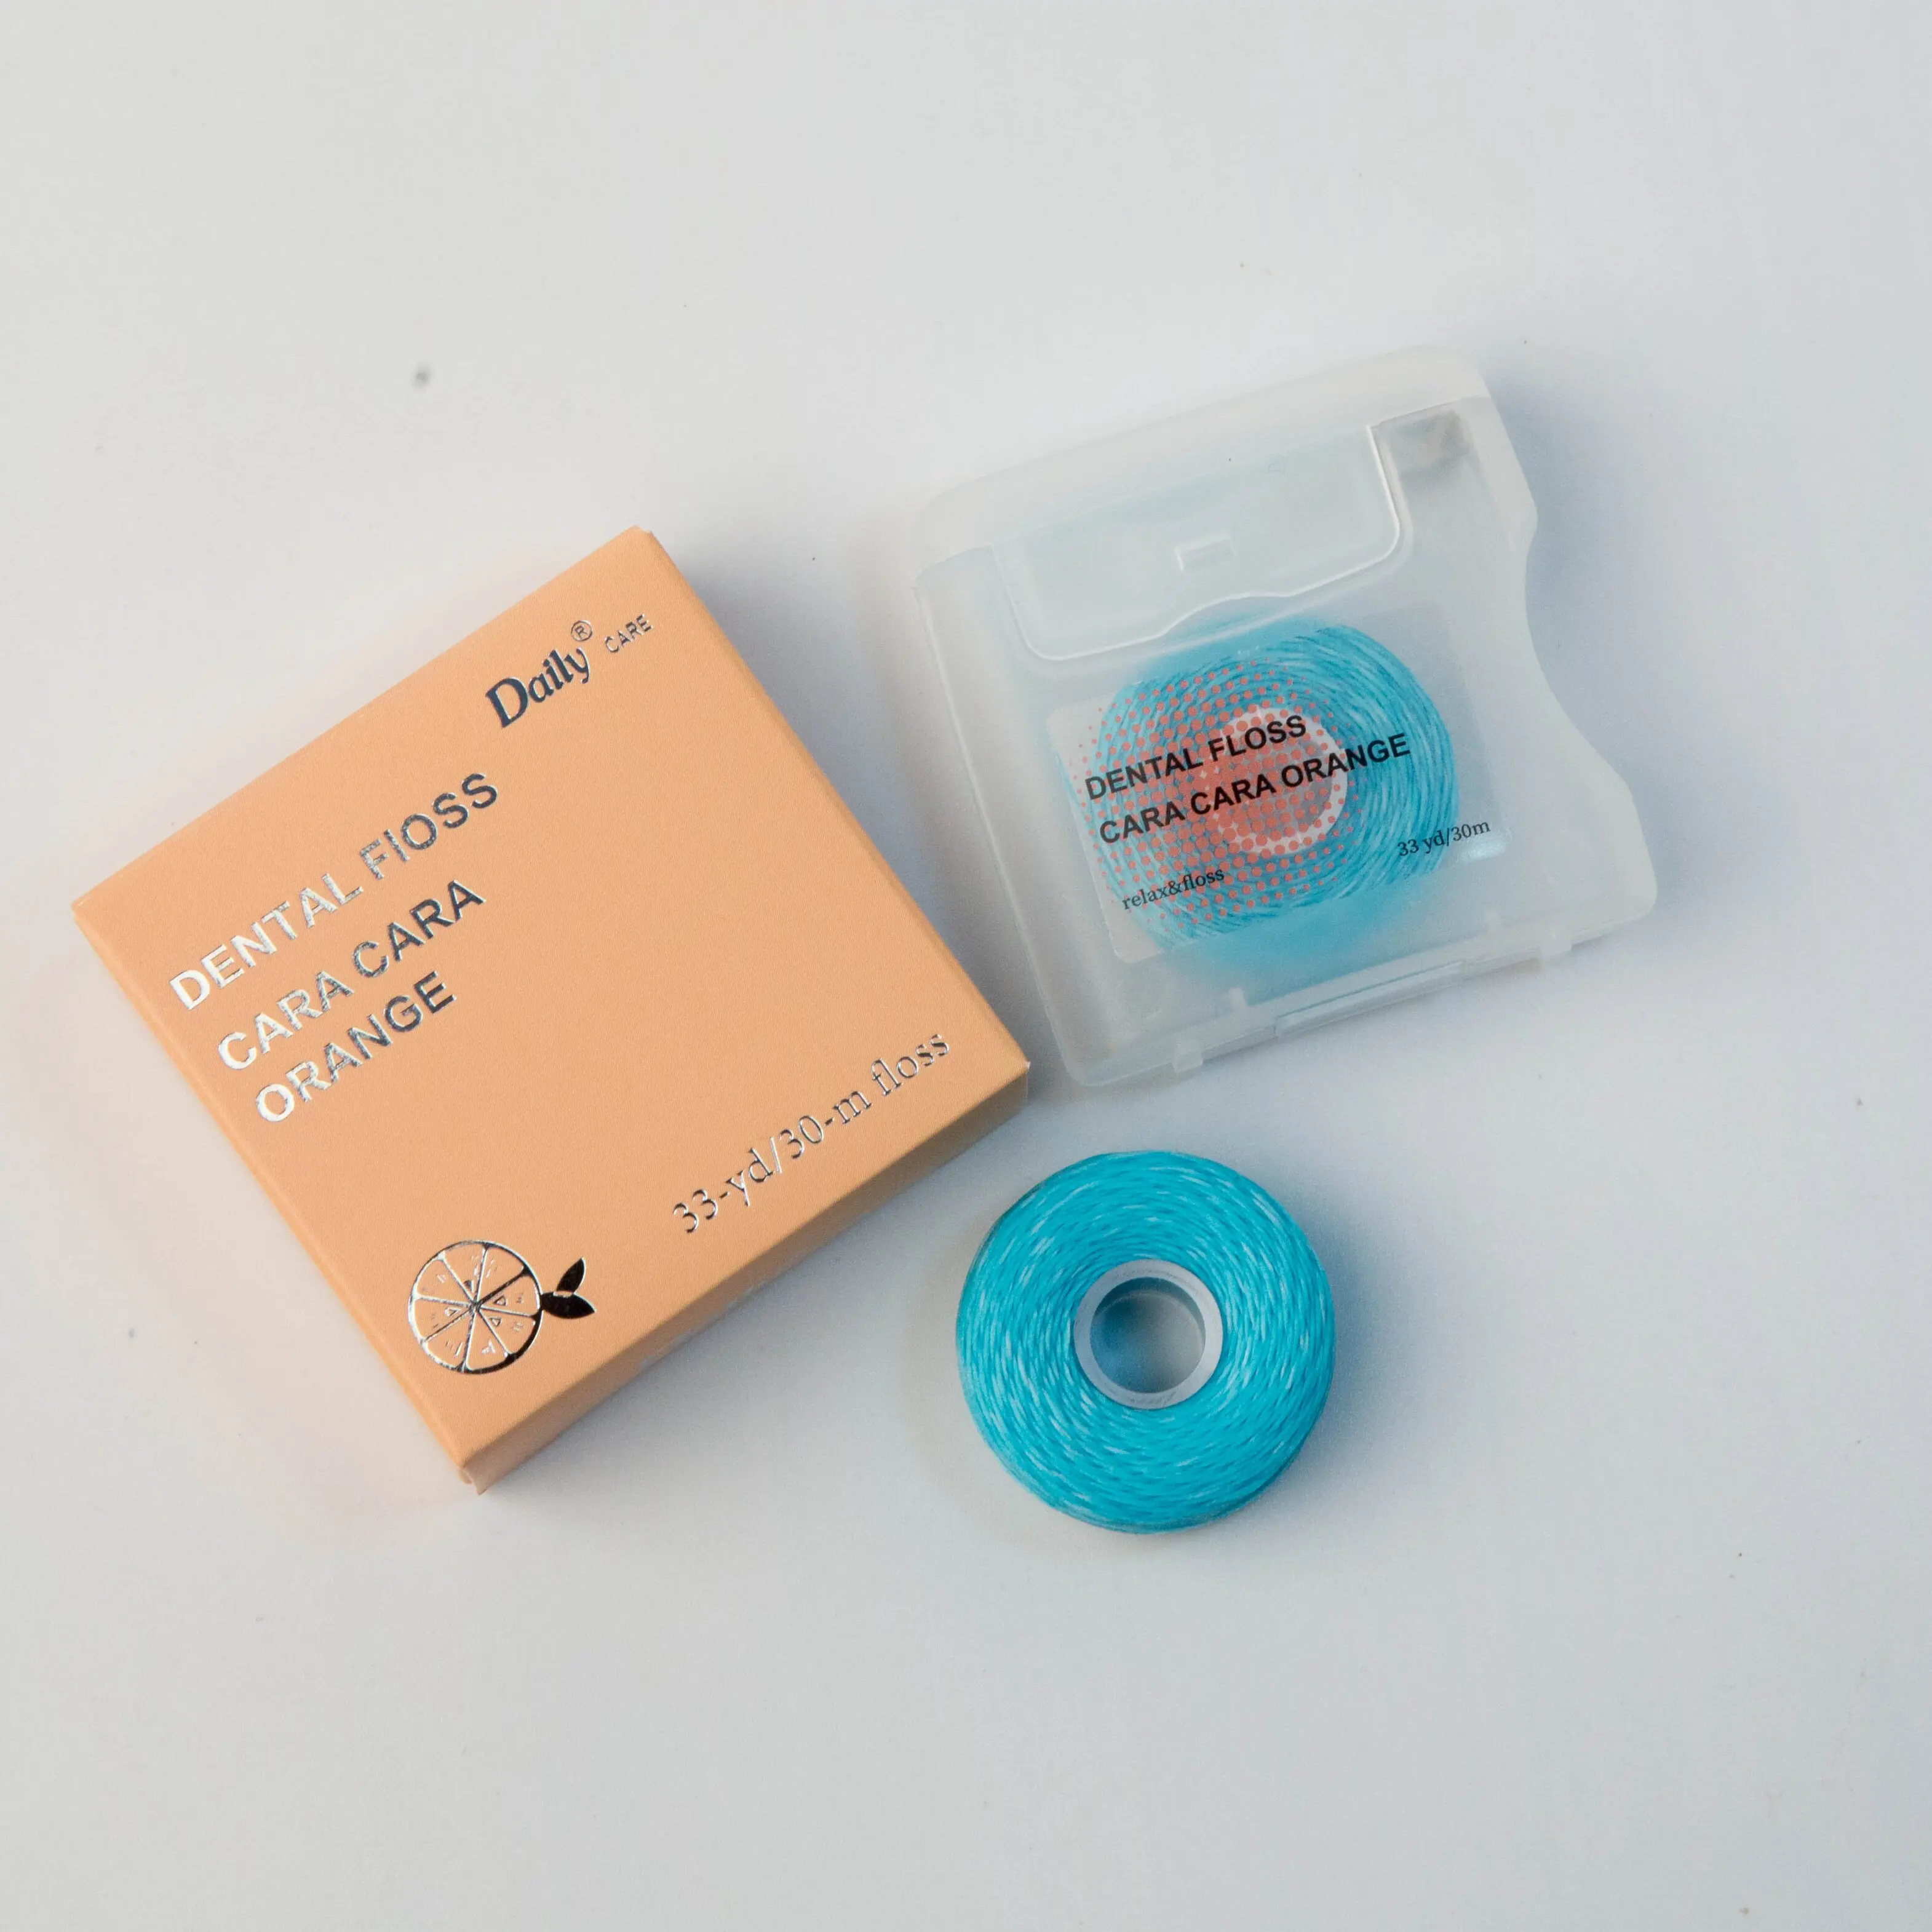 Daily® CARE
DENTAL FlOSS
CARA CARA
ORANGE
33-yd/30-m floss
DENTAL FLOSS
CARA CARA ORANGE
33 yd/30m
relax&floss